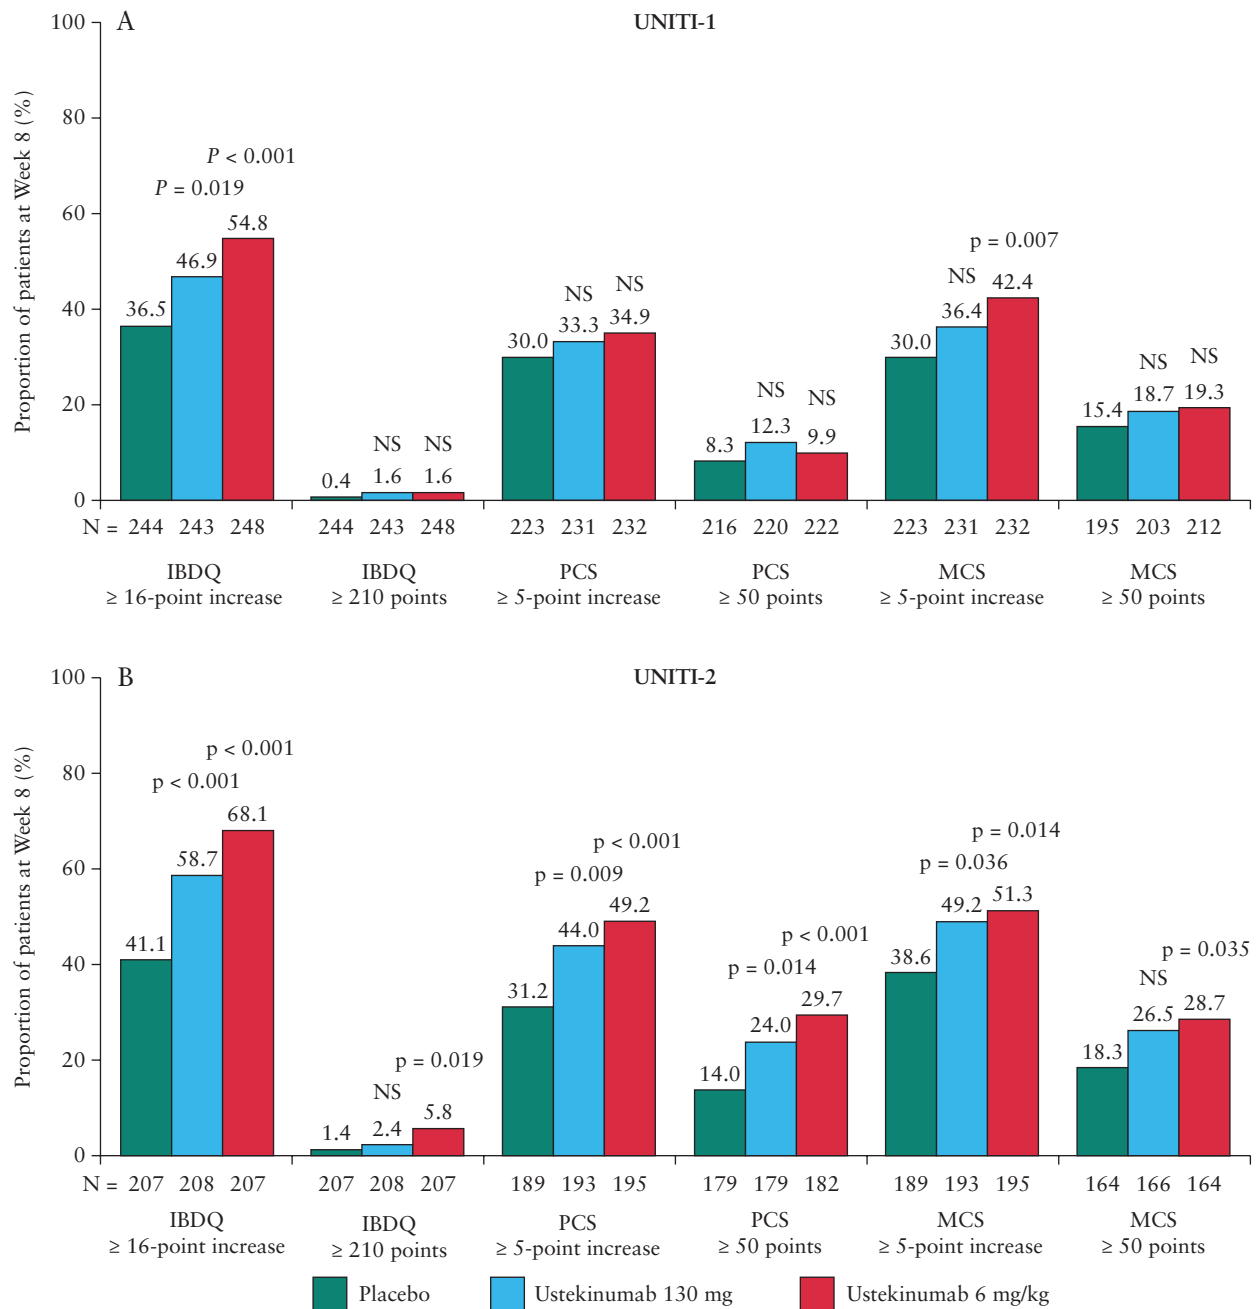 A
UNITI-1
Proportion of patients at Week 8 (%)
100
80
60
40
20
0
P < 0.001
P = 0.019
36.5
46.9
54.8
NS NS
0.4 1.6 1.6
NS NS
30.0 33.3 34.9
NS NS
8.3 12.3 9.9
p = 0.007
NS
30.0 36.4 42.4
NS NS
15.4 18.7 19.3
N = 244 243 248 244 243 248 223 231 232 216 220 222 223 231 232 195 203 212
IBDQ
≥ 16-point increase
IBDQ
≥ 210 points
PCS
≥ 5-point increase
PCS
≥ 50 points
MCS
≥ 5-point increase
MCS
≥ 50 points
B
UNITI-2
Proportion of patients at Week 8 (%)
100
80
60
40
20
0
p < 0.001
p < 0.001
41.1
58.7
68.1
p = 0.019
NS
1.4 2.4 5.8
p < 0.001
p = 0.009
31.2 44.0 49.2
p < 0.001
p = 0.014
14.0 24.0 29.7
p = 0.014
p = 0.036
38.6 49.2 51.3
p = 0.035
NS
18.3 26.5 28.7
N = 207 208 207 207 208 207 189 193 195 179 179 182 189 193 195 164 166 164
IBDQ
≥ 16-point increase
IBDQ
≥ 210 points
PCS
≥ 5-point increase
PCS
≥ 50 points
MCS
≥ 5-point increase
MCS
≥ 50 points
Placebo
Ustekinumab 130 mg
Ustekinumab 6 mg/kg